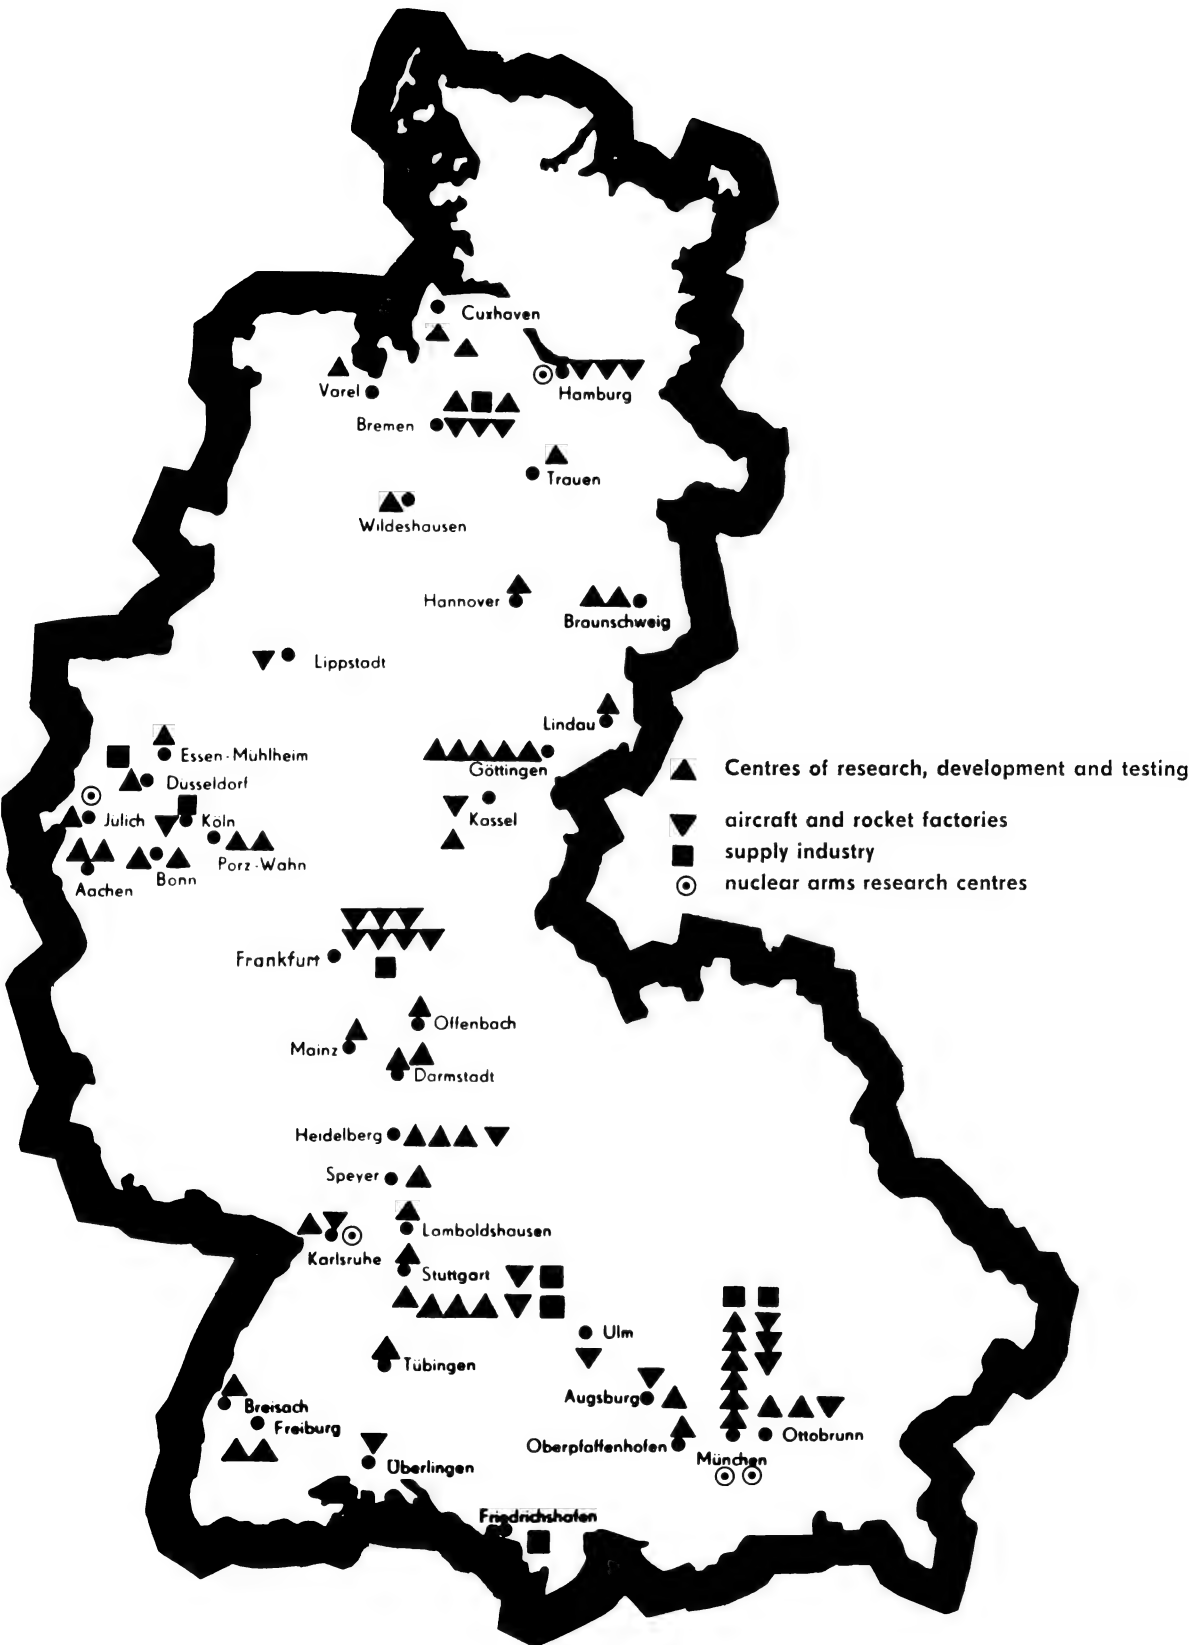 Cuxhaven
Varel
Hamburg
Bremen
Trauen
Wildeshausen
Hannover
Braunschweig
Lippstadt
Lindau
Essen-Mühlheim
Göttingen
Düsseldorf
Centres of research, development and testing
Jülich
Köln
Kassel
aircraft and rocket factories
Porz-Wahn
supply industry
Aachen
Bonn
nuclear arms research centres
Frankfurt
Offenbach
Mainz
Darmstadt
Heidelberg
Speyer
Lamboldshausen
Karlsruhe
Stuttgart
Ulm
Tübingen
Augsburg
Breisach
Freiburg
Ottobrunn
Oberpfaffenhofen
München
Überlingen
Friedrichshafen